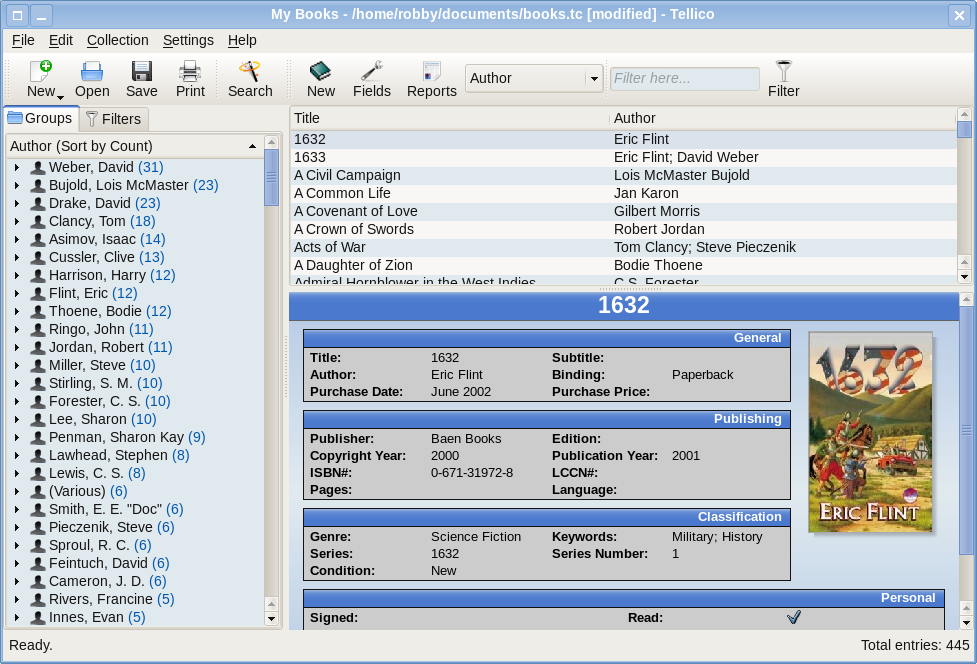 My Books - /home/robby/documents/books.tc [modified] - Tellico
File Edit Collection Settings Help
New Open Save Print Search New Fields Reports Author Filter here... Filter
Groups Filters
Author (Sort by Count)
Weber, David (31)
Bujold, Lois McMaster (23)
Drake, David (23)
Clancy, Tom (18)
Asimov, Isaac (14)
Cussler, Clive (13)
Harrison, Harry (12)
Flint, Eric (12)
Thoene, Bodie (12)
Ringo, John (11)
Jordan, Robert (11)
Miller, Steve (10)
Stirling, S. M. (10)
Forester, C. S. (10)
Lee, Sharon (10)
Penman, Sharon Kay (9)
Lawhead, Stephen (8)
Lewis, C. S. (8)
(Various) (6)
Smith, E. E. "Doc" (6)
Pieczenik, Steve (6)
Sproul, R. C. (6)
Feintuch, David (6)
Cameron, J. D. (6)
Rivers, Francine (5)
Innes, Evan (5)
Title Author
1632 Eric Flint
1633 Eric Flint; David Weber
A Civil Campaign Lois McMaster Bujold
A Common Life Jan Karon
A Covenant of Love Gilbert Morris
A Crown of Swords Robert Jordan
Acts of War Tom Clancy; Steve Pieczenik
A Daughter of Zion Bodie Thoene
Admiral Hornblower in the West Indies C.S. Forester
1632
General
Title: 1632 Subtitle:
Author: Eric Flint Binding: Paperback
Purchase Date: June 2002 Purchase Price:
Publishing
Publisher: Baen Books Edition:
Copyright Year: 2000 Publication Year: 2001
ISBN#: 0-671-31972-8 LCCN#:
Pages: Language:
Classification
Genre: Science Fiction Keywords: Military; History
Series: 1632 Series Number: 1
Condition: New
Personal
Signed: Read:
1632
ERIC FLINT
Ready. Total entries: 445